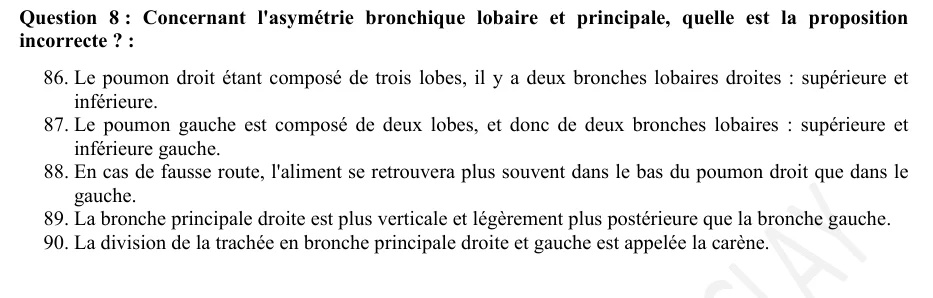 Question 8 : Concernant l'asymétrie bronchique lobaire et principale, quelle est la proposition
incorrecte ? :
86. Le poumon droit étant composé de trois lobes, il y a deux bronches lobaires droites : supérieure et
inférieure.
87. Le poumon gauche est composé de deux lobes, et donc de deux bronches lobaires : supérieure et
inférieure gauche.
88. En cas de fausse route, l'aliment se retrouvera plus souvent dans le bas du poumon droit que dans le
gauche.
89. La bronche principale droite est plus verticale et légèrement plus postérieure que la bronche gauche.
90. La division de la trachée en bronche principale droite et gauche est appelée la carène.